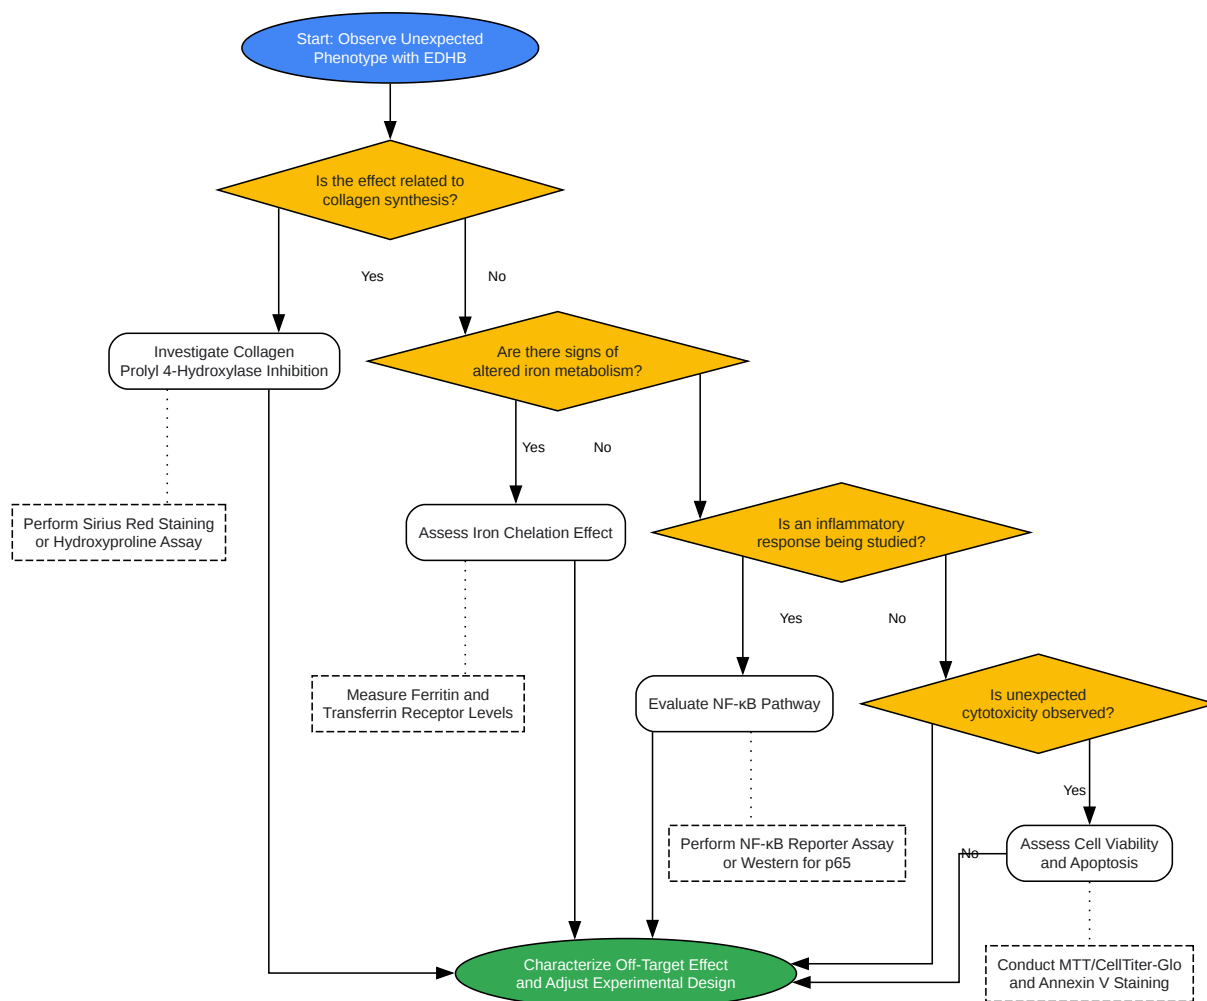 Start: Observe Unexpected
Phenotype with EDHB
Is the effect related to
collagen synthesis?
Yes
No
Investigate Collagen
Prolyl 4-Hydroxylase Inhibition
Are there signs of
altered iron metabolism?
Yes
No
Perform Sirius Red Staining
or Hydroxyproline Assay
Assess Iron Chelation Effect
Is an inflammatory
response being studied?
Yes
No
Measure Ferritin and
Transferrin Receptor Levels
Evaluate NF-κB Pathway
Is unexpected
cytotoxicity observed?
Yes
Perform NF-κB Reporter Assay
or Western for p65
No
Assess Cell Viability
and Apoptosis
Characterize Off-Target Effect
and Adjust Experimental Design
Conduct MTT/CellTiter-Glo
and Annexin V Staining